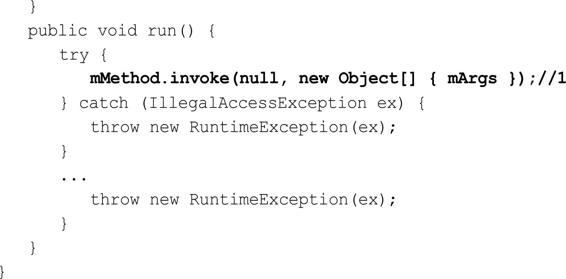 }
public void run() {
try {
mMethod.invoke(null, new Object[] { mArgs });//1
} catch (IllegalAccessException ex) {
throw new RuntimeException(ex);
}
...
throw new RuntimeException(ex);
}
}
}